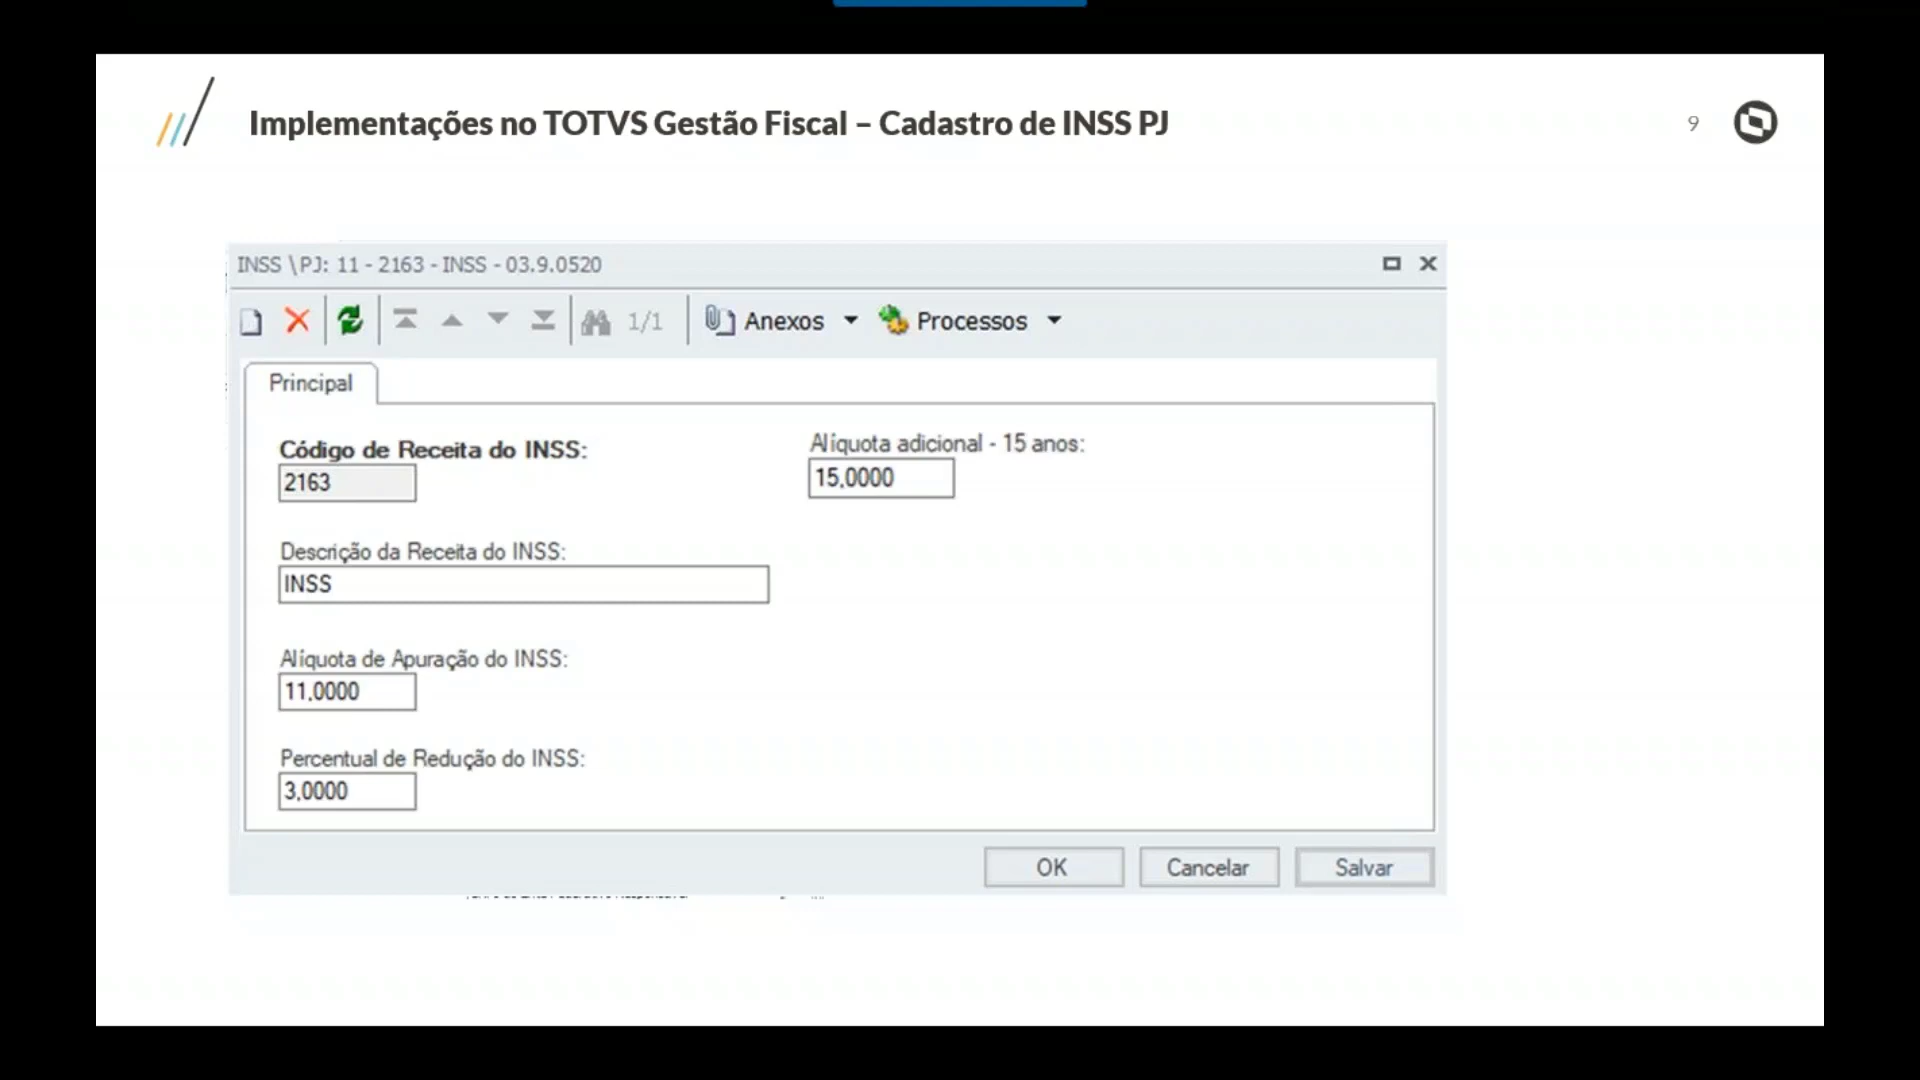 Implementações no TOTVS Gestão Fiscal – Cadastro de INSS PJ
9
INSS \ PJ: 11 - 2163 - INSS - 03.9.0520
1/1 Anexos Processos
Principal
Código de Receita do INSS:
2163
Alíquota adicional - 15 anos:
15,0000
Descrição da Receita do INSS:
INSS
Alíquota de Apuração do INSS:
11,0000
Percentual de Redução do INSS:
3,0000
OK Cancelar Salvar